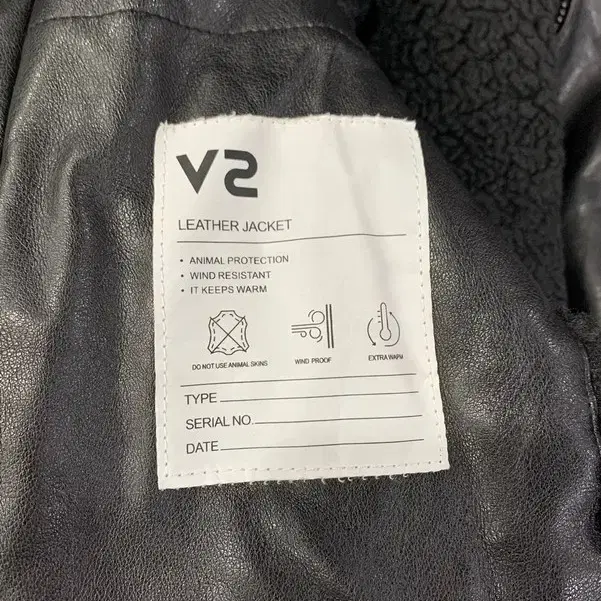 V2
LEATHER JACKET
• ANIMAL PROTECTION
• WIND RESISTANT
• IT KEEPS WARM
DO NOT USE ANIMAL SKINS
WIND PROOF
EXTRA WARM
TYPE
SERIAL NO.
DATE